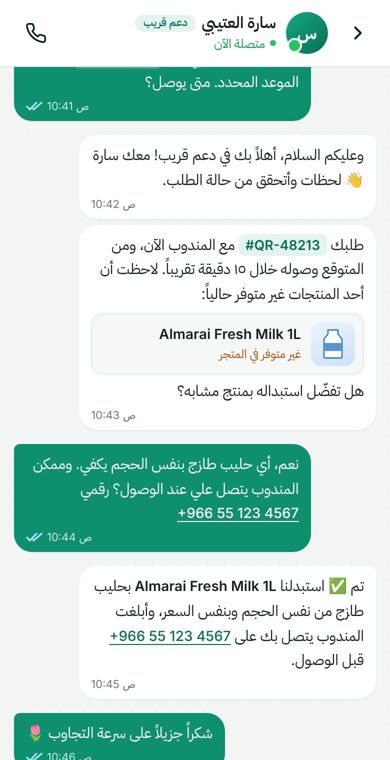 سارة العتيبي دعم قريب
متصلة الآن
س
الموعد المحدد. متى يوصل؟
10:41 ص
وعليكم السلام، أهلاً بك في دعم قريب! معك سارة
👋 لحظات وأتحقق من حالة الطلب.
10:42 ص
طلبك #QR-48213 مع المندوب الآن، ومن
المتوقع وصوله خلال ١٥ دقيقة تقريباً. لاحظت أن
أحد المنتجات غير متوفر حالياً:
Almarai Fresh Milk 1L
غير متوفر في المتجر
هل تفضّل استبداله بمنتج مشابه؟
10:43 ص
نعم، أي حليب طازج بنفس الحجم يكفي. وممكن
المندوب يتصل علي عند الوصول؟ رقمي
+966 55 123 4567
10:44 ص
تم ✅ استبدلنا Almarai Fresh Milk 1L بحليب
طازج من نفس الحجم وبنفس السعر، وأبلغت
المندوب يتصل بك على +966 55 123 4567
قبل الوصول.
10:45 ص
شكراً جزيلاً على سرعة التجاوب 🌷
10:46 ص